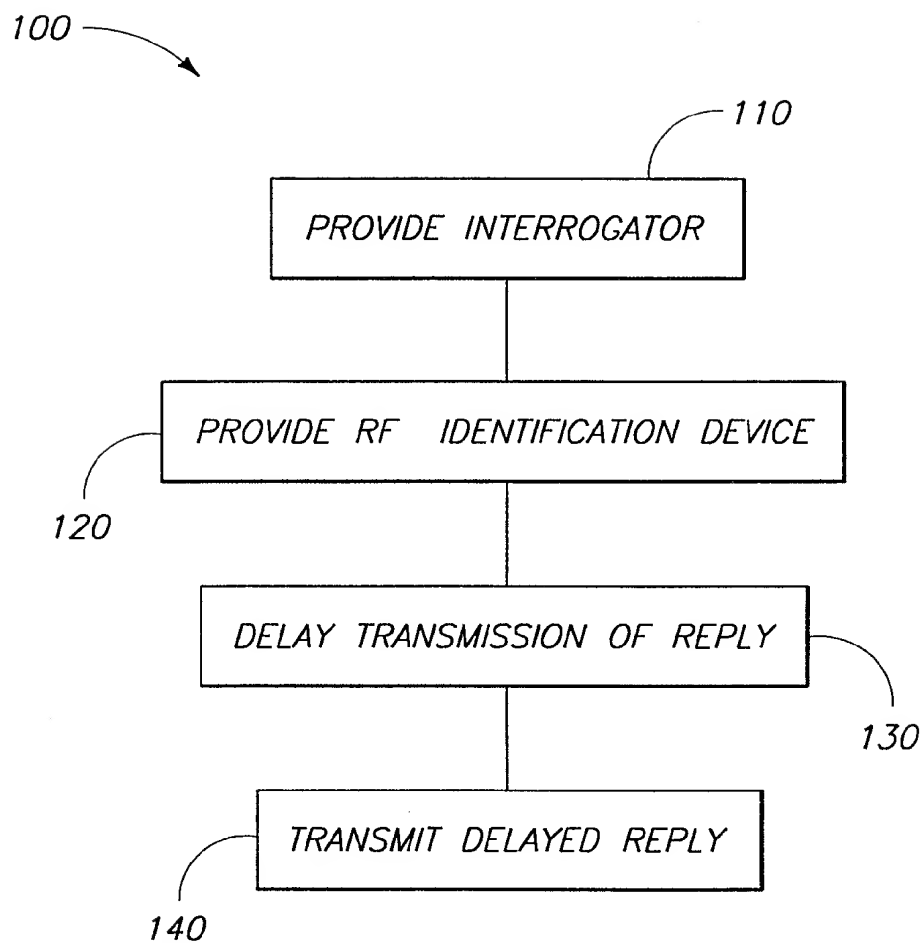 100
110
PROVIDE INTERROGATOR
PROVIDE RF IDENTIFICATION DEVICE
120
DELAY TRANSMISSION OF REPLY
130
TRANSMIT DELAYED REPLY
140